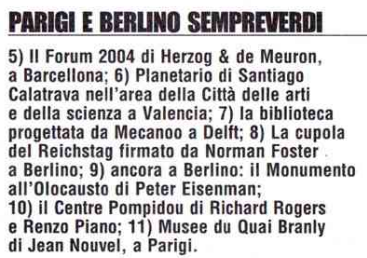 PARIGI E BERLINO SEMPREVERDI
5) Il Forum 2004 di Herzog & de Meuron,
a Barcellona; 6) Planetario di Santiago
Calatrava nell'area della Città delle arti
e della scienza a Valencia; 7) la biblioteca
progettata da Mecanoo a Delft; 8) La cupola
del Reichstag firmato da Norman Foster
a Berlino; 9) ancora a Berlino: il Monumento
all'Olocausto di Peter Eisenman;
10) il Centre Pompidou di Richard Rogers
e Renzo Piano; 11) Musee du Quai Branly
di Jean Nouvel, a Parigi.